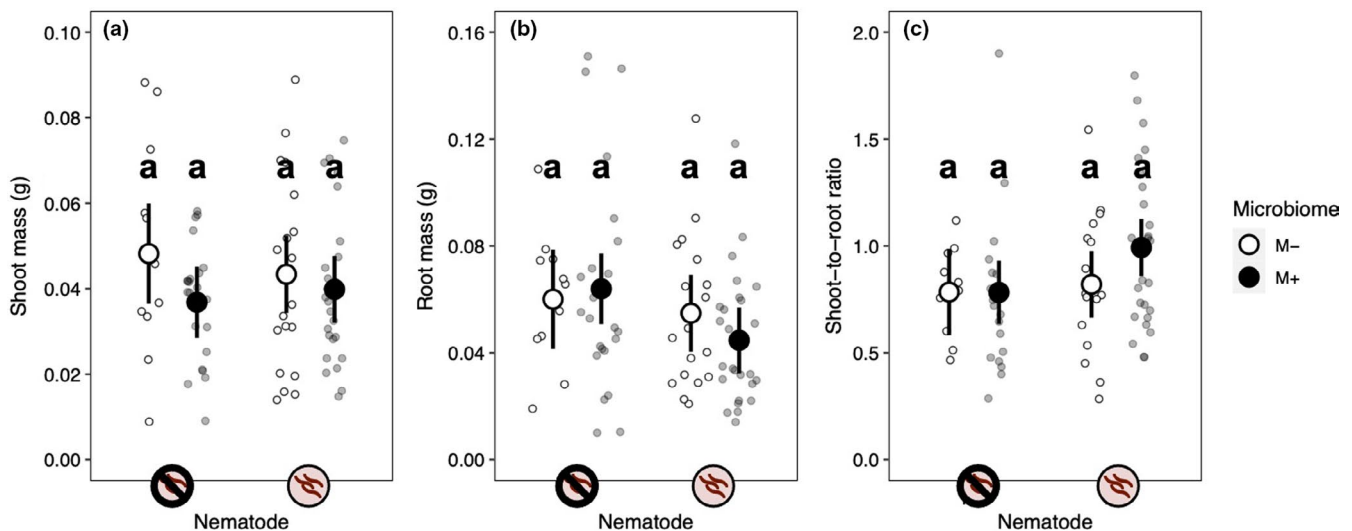 (a)
Shoot mass (g)
0.10
0.08
0.06
0.04
0.02
0.00
a a a a
Nematode
(b)
Root mass (g)
0.16
0.12
0.08
0.04
0.00
a a a a
Nematode
(c)
Shoot-to-root ratio
2.0
1.5
1.0
0.5
0.0
a a a a
Nematode
Microbiome
M−
M+